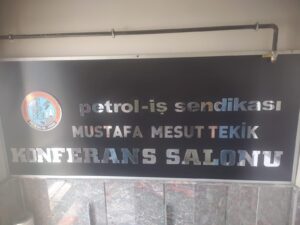 petrol-iş sendikası
MUSTAFA MESUT TEKİK
KONFERANS SALONU